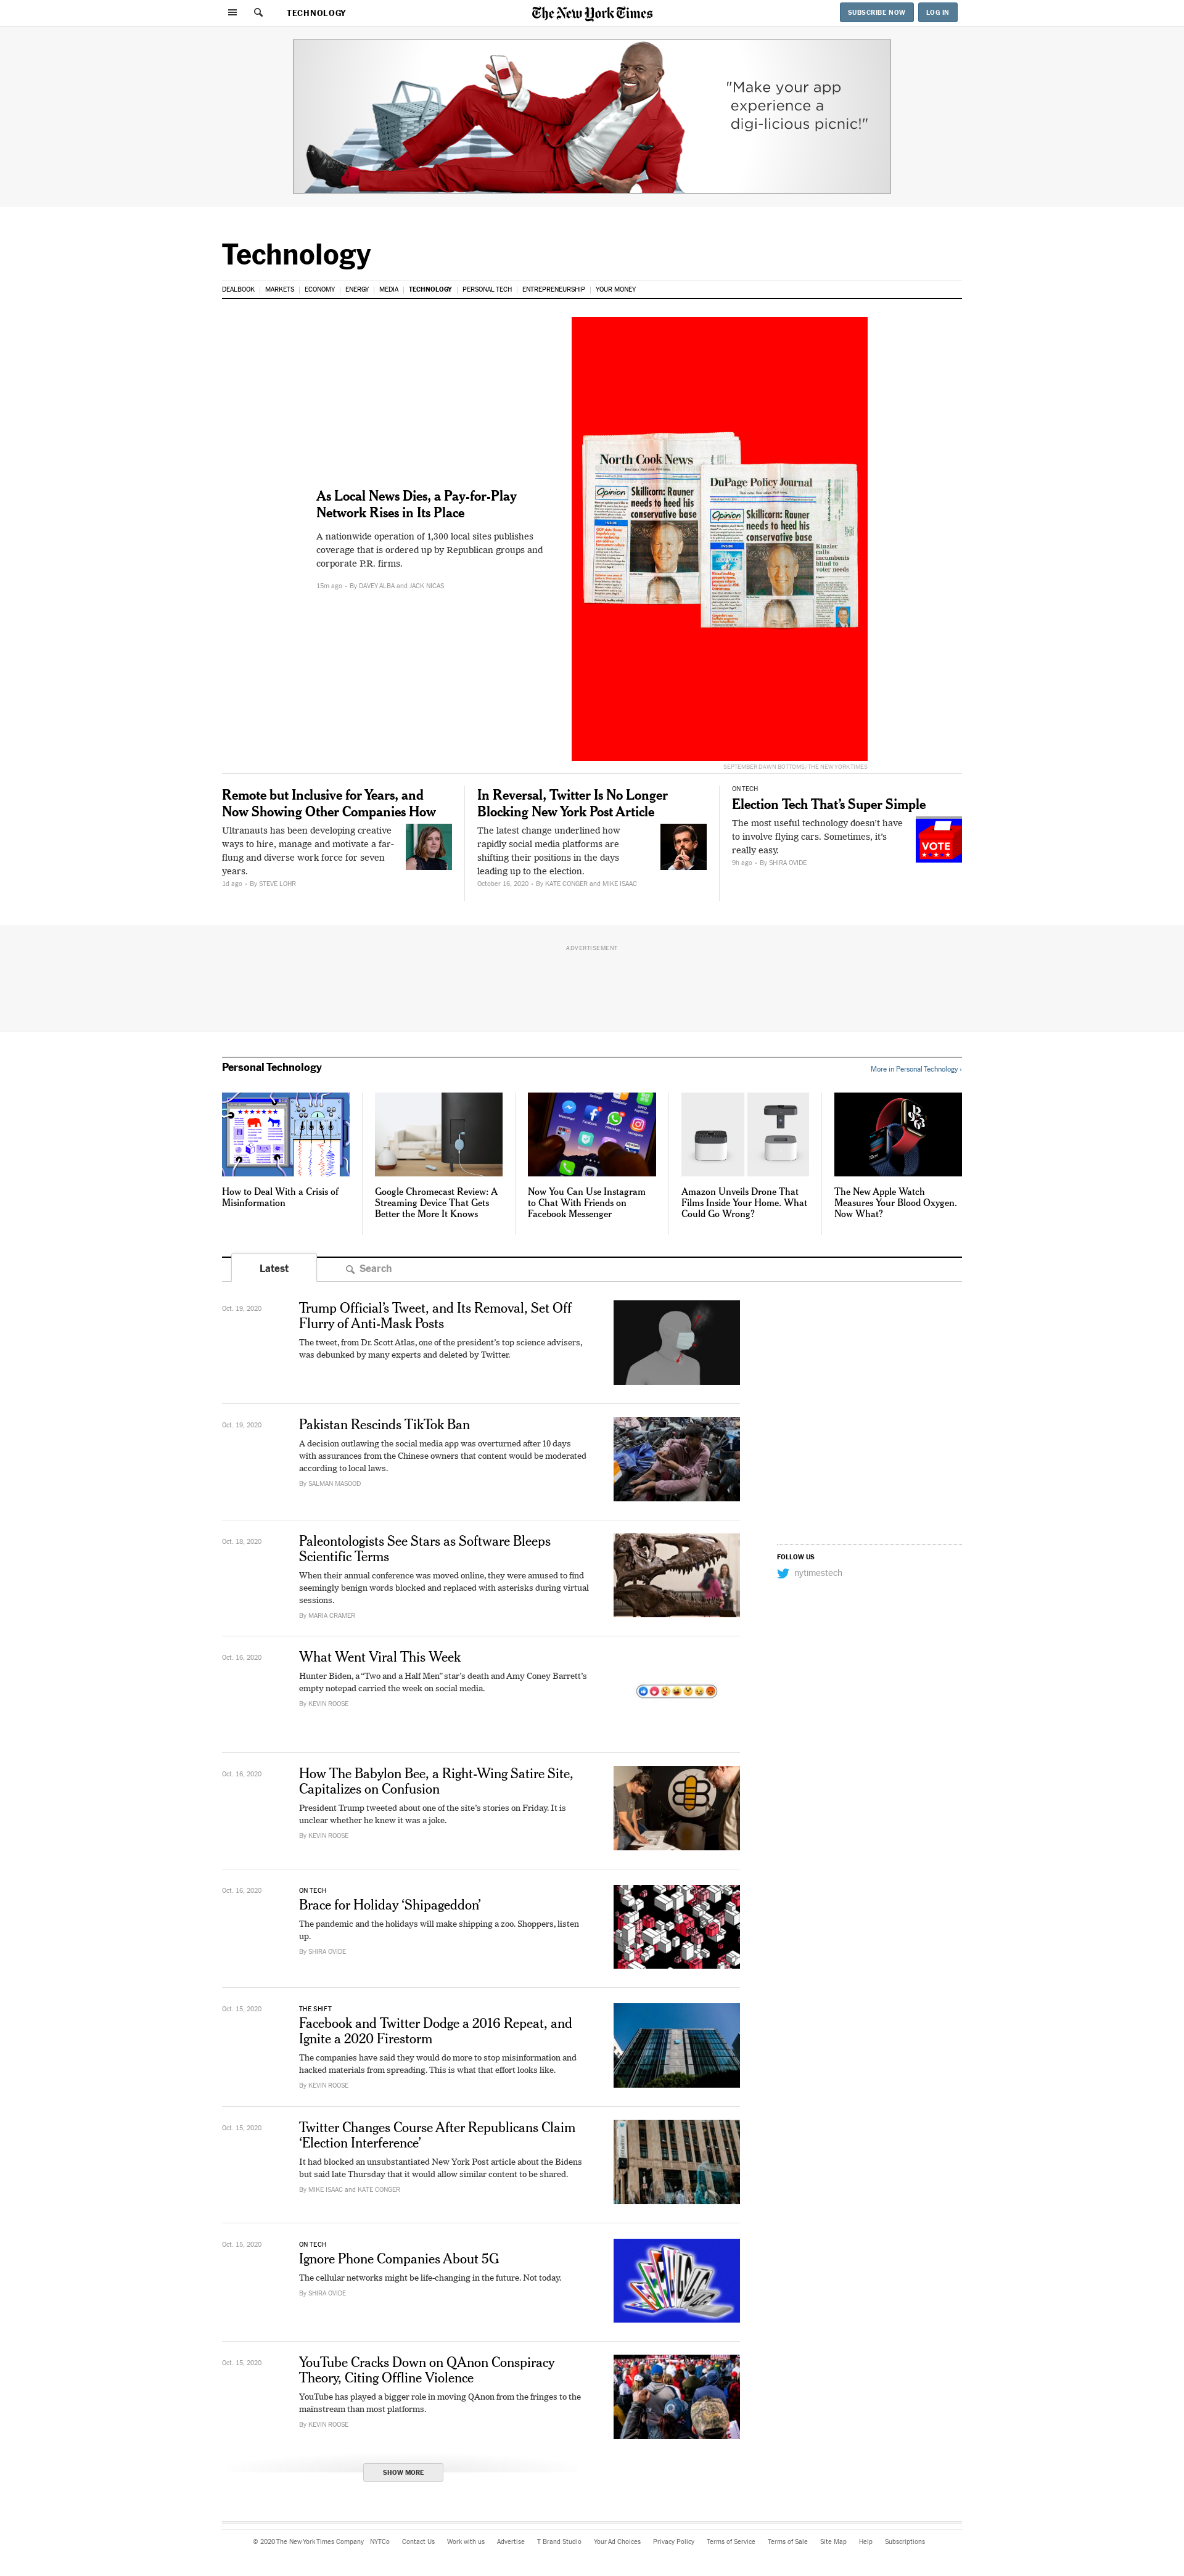 TECHNOLOGY
The New York Times
SUBSCRIBE NOW
LOG IN
"Make your app
experience a
digi-licious picnic!"
Technology
DEALBOOK | MARKETS | ECONOMY | ENERGY | MEDIA | TECHNOLOGY | PERSONAL TECH | ENTREPRENEURSHIP | YOUR MONEY
As Local News Dies, a Pay-for-Play
Network Rises in Its Place
A nationwide operation of 1,300 local sites publishes
coverage that is ordered up by Republican groups and
corporate P.R. firms.
15m ago - By DAVEY ALBA and JACK NICAS
North Cook News
Opinion
Skillicorn: Rauner
needs to heed his
conservative base
DuPage Policy Journal
Opinion
Skillicorn: Rauner
needs to heed his
conservative base
Kinzler
calls
incumbents
blind to
voter needs
SEPTEMBER DAWN BOTTOMS/THE NEW YORK TIMES
Remote but Inclusive for Years, and
Now Showing Other Companies How
Ultranauts has been developing creative
ways to hire, manage and motivate a far-
flung and diverse work force for seven
years.
1d ago - By STEVE LOHR
In Reversal, Twitter Is No Longer
Blocking New York Post Article
The latest change underlined how
rapidly social media platforms are
shifting their positions in the days
leading up to the election.
October 16, 2020 - By KATE CONGER and MIKE ISAAC
ON TECH
Election Tech That's Super Simple
The most useful technology doesn't have
to involve flying cars. Sometimes, it's
really easy.
9h ago - By SHIRA OVIDE
VOTE
ADVERTISEMENT
Personal Technology
More in Personal Technology ›
How to Deal With a Crisis of
Misinformation
Google Chromecast Review: A
Streaming Device That Gets
Better the More It Knows
Now You Can Use Instagram
to Chat With Friends on
Facebook Messenger
Amazon Unveils Drone That
Films Inside Your Home. What
Could Go Wrong?
The New Apple Watch
Measures Your Blood Oxygen.
Now What?
Latest
Search
Oct. 19, 2020
Trump Official's Tweet, and Its Removal, Set Off
Flurry of Anti-Mask Posts
The tweet, from Dr. Scott Atlas, one of the president's top science advisers,
was debunked by many experts and deleted by Twitter.
Oct. 19, 2020
Pakistan Rescinds TikTok Ban
A decision outlawing the social media app was overturned after 10 days
with assurances from the Chinese owners that content would be moderated
according to local laws.
By SALMAN MASOOD
Oct. 18, 2020
Paleontologists See Stars as Software Bleeps
Scientific Terms
When their annual conference was moved online, they were amused to find
seemingly benign words blocked and replaced with asterisks during virtual
sessions.
By MARIA CRAMER
FOLLOW US
nytimestech
Oct. 16, 2020
What Went Viral This Week
Hunter Biden, a “Two and a Half Men” star's death and Amy Coney Barrett's
empty notepad carried the week on social media.
By KEVIN ROOSE
Oct. 16, 2020
How The Babylon Bee, a Right-Wing Satire Site,
Capitalizes on Confusion
President Trump tweeted about one of the site's stories on Friday. It is
unclear whether he knew it was a joke.
By KEVIN ROOSE
Oct. 16, 2020
ON TECH
Brace for Holiday ‘Shipageddon’
The pandemic and the holidays will make shipping a zoo. Shoppers, listen
up.
By SHIRA OVIDE
Oct. 15, 2020
THE SHIFT
Facebook and Twitter Dodge a 2016 Repeat, and
Ignite a 2020 Firestorm
The companies have said they would do more to stop misinformation and
hacked materials from spreading. This is what that effort looks like.
By KEVIN ROOSE
Oct. 15, 2020
Twitter Changes Course After Republicans Claim
‘Election Interference’
It had blocked an unsubstantiated New York Post article about the Bidens
but said late Thursday that it would allow similar content to be shared.
By MIKE ISAAC and KATE CONGER
Oct. 15, 2020
ON TECH
Ignore Phone Companies About 5G
The cellular networks might be life-changing in the future. Not today.
By SHIRA OVIDE
Oct. 15, 2020
YouTube Cracks Down on QAnon Conspiracy
Theory, Citing Offline Violence
YouTube has played a bigger role in moving QAnon from the fringes to the
mainstream than most platforms.
By KEVIN ROOSE
SHOW MORE
© 2020 The New York Times Company NYTCo Contact Us Work with us Advertise T Brand Studio Your Ad Choices Privacy Policy Terms of Service Terms of Sale Site Map Help Subscriptions